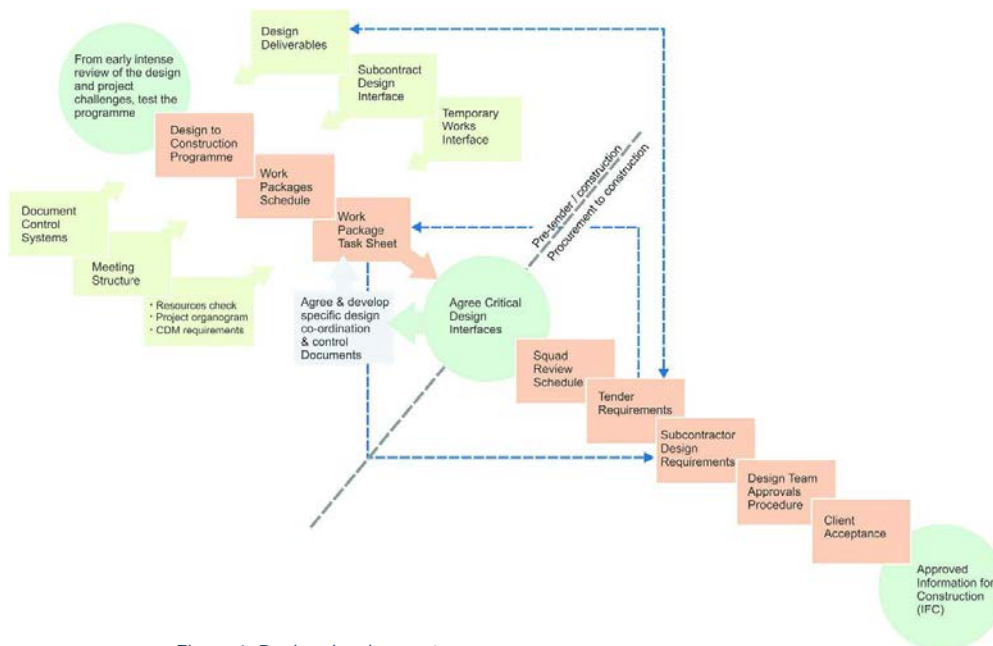 From early intense
review of the design
and project
challenges, test the
programme
Design
Deliverables
Subcontract
Design
Interface
Temporary
Works
Interface
Design to
Construction
Programme
Work
Packages
Schedule
Work
Package
Task Sheet
Document
Control
Systems
Meeting
Structure
· Resources check
· Project organogram
· CDM requirements
Pre-tender / construction
Procurement to construction
Agree & develop
specific design
co-ordination
& control
Documents
Agree Critical
Design
Interfaces
Squad
Review
Schedule
Tender
Requirements
Subcontractor
Design
Requirements
Design Team
Approvals
Procedure
Client
Acceptance
Approved
Information for
Construction
(IFC)